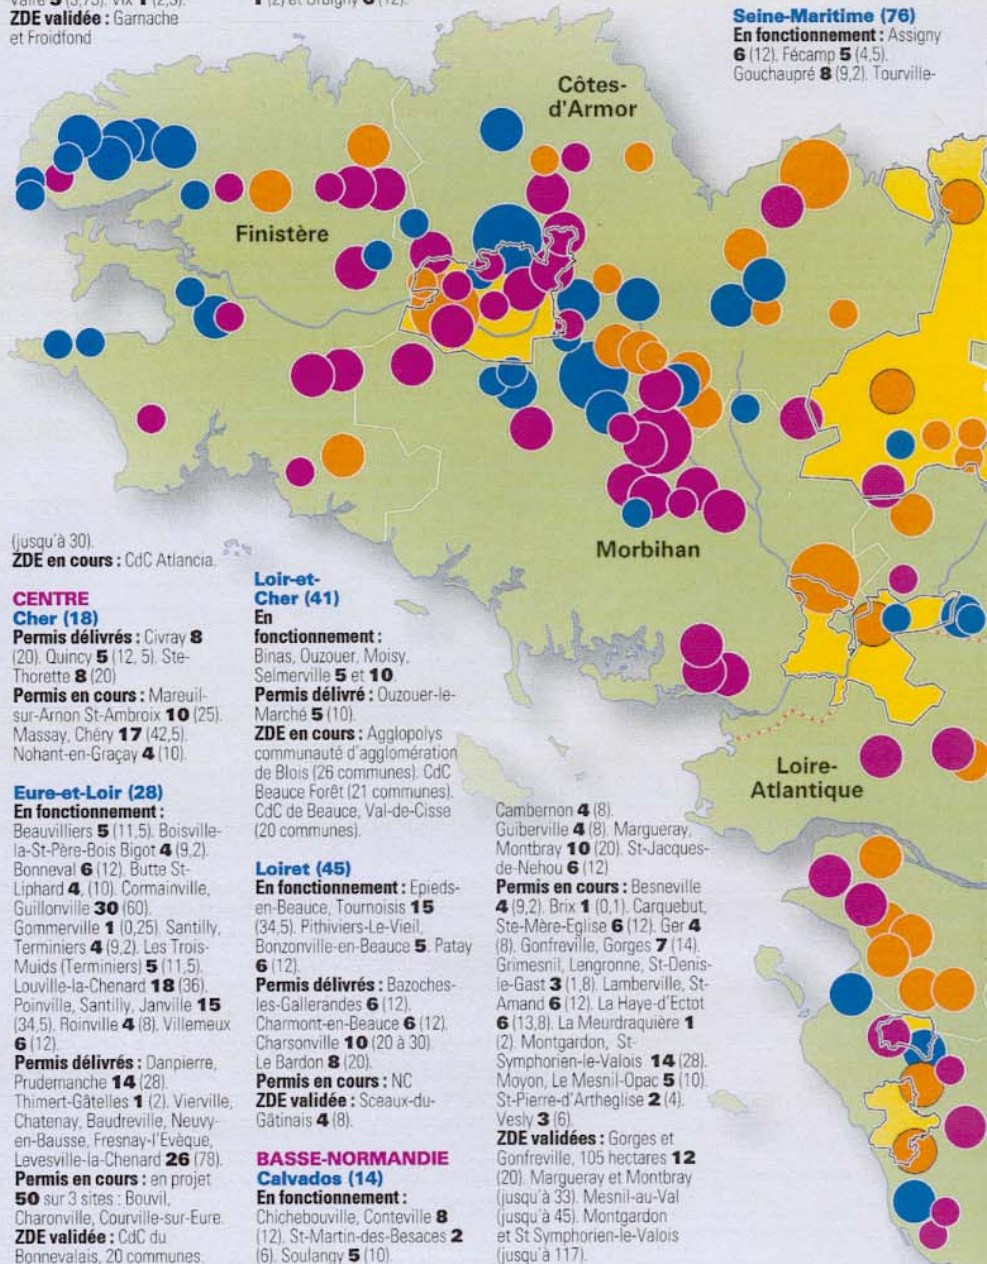 Valfé 5 (3,75). Vix 1 (2,5).
ZDE validée : Garnache
et Froidfond
1 (2) et Orbigny 6 (12).
Seine-Maritime (76)
En fonctionnement : Assigny
6 (12). Fécamp 5 (4,5).
Gouchaupré 8 (9,2). Tourville-
Côtes-
d'Armor
Finistère
Morbihan
Loire-
Atlantique
(jusqu'à 30).
ZDE en cours : CdC Atlancia.
CENTRE
Cher (18)
Permis délivrés : Civray 8
(20). Quincy 5 (12, 5). Ste-
Thorette 8 (20)
Permis en cours : Mareuil-
sur-Arnon St-Ambroix 10 (25).
Massay, Chéry 17 (42,5).
Nohant-en-Graçay 4 (10).
Eure-et-Loir (28)
En fonctionnement :
Beauvilliers 5 (11,5). Boisville-
la-St-Père-Bois Bigot 4 (9,2).
Bonneval 6 (12). Butte St-
Liphard 4, (10). Cormainville,
Guillonville 30 (60).
Gommerville 1 (0,25). Santilly,
Terminiers 4 (9,2). Les Trois-
Muids (Terminiers) 5 (11,5).
Louville-la-Chenard 18 (36).
Poinville, Santilly, Janville 15
(34,5). Roinville 4 (8). Villemeux
6 (12).
Permis délivrés : Danpierre,
Prudemanche 14 (28).
Thimert-Gâtelles 1 (2). Vierville,
Chatenay, Baudreville, Neuvy-
en-Bausse, Fresnay-l'Evèque,
Levesville-la-Chenard 26 (78).
Permis en cours : en projet
50 sur 3 sites : Bouvil,
Charonville, Courville-sur-Eure.
ZDE validée : CdC du
Bonnevalais, 20 communes.
Loir-et-
Cher (41)
En
fonctionnement :
Binas, Ouzouer, Moisy,
Selmerville 5 et 10.
Permis délivré : Ouzouer-le-
Marché 5 (10).
ZDE en cours : Agglopolys
communauté d'agglomération
de Blois (26 communes). CdC
Beauce Forêt (21 communes).
CdC de Beauce, Val-de-Cisse
(20 communes).
Loiret (45)
En fonctionnement : Epieds-
en-Beauce, Tournoisis 15
(34,5). Pithiviers-Le-Vieil,
Bonzonville-en-Beauce 5. Patay
6 (12).
Permis délivrés : Bazoches-
les-Gallerandes 6 (12).
Charmont-en-Beauce 6 (12).
Charsonville 10 (20 à 30).
Le Bardon 8 (20).
Permis en cours : NC
ZDE validée : Sceaux-du-
Gâtinais 4 (8).
BASSE-NORMANDIE
Calvados (14)
En fonctionnement :
Chichebouville, Conteville 8
(12). St-Martin-des-Besaces 2
(6). Soulangy 5 (10).
Cambernon 4 (8).
Guiberville 4 (8). Margueray,
Montbray 10 (20). St-Jacques-
de-Nehou 6 (12)
Permis en cours : Besneville
4 (9,2). Brix 1 (0,1). Carquebut,
Ste-Mère-Eglise 6 (12). Ger 4
(8). Gonfreville, Gorges 7 (14).
Grimesnil, Lengronne, St-Denis-
le-Gast 3 (1,8). Lamberville, St-
Amand 6 (12). La Haye-d'Ectot
6 (13,8). La Meurdraquière 1
(2). Montgardon, St-
Symphorien-le-Valois 14 (28).
Moyon, Le Mesnil-Opac 5 (10).
St-Pierre-d'Artheglise 2 (4).
Vesly 3 (6).
ZDE validées : Gorges et
Gonfreville, 105 hectares 12
(20). Margueray et Montbray
(jusqu'à 33). Mesnil-au-Val
(jusqu'à 45). Montgardon
et St Symphorien-le-Valois
(jusqu'à 117).